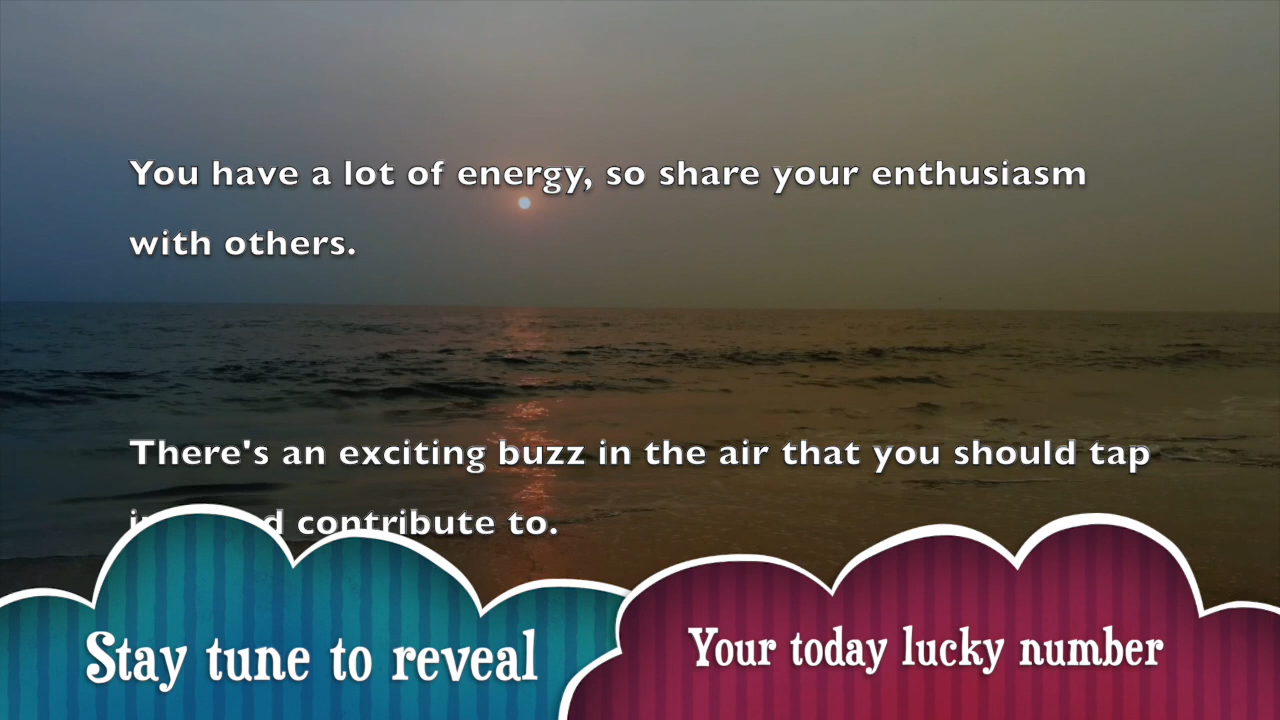 You have a lot of energy, so share your enthusiasm
with others.
There's an exciting buzz in the air that you should tap
contribute to.
Stay tune to reveal
Your today lucky number